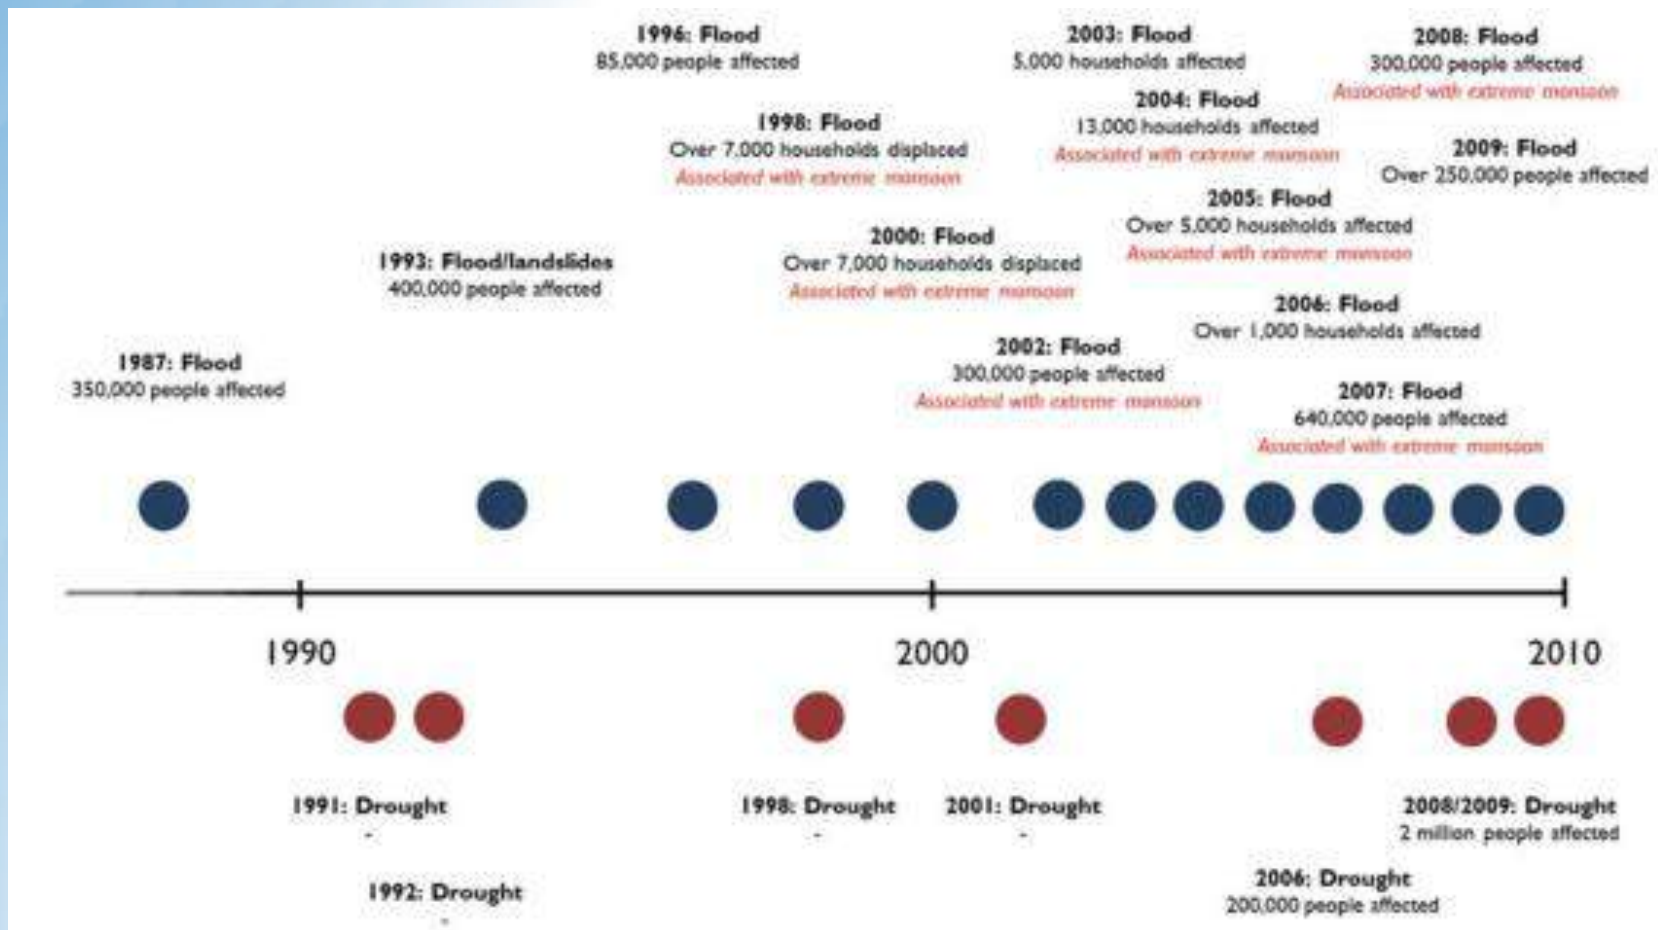 1996: Flood
85,000 people affected
2003: Flood
5,000 households affected
2008: Flood
300,000 people affected
Associated with extreme monsoon
1998: Flood
Over 7,000 households displaced
Associated with extreme monsoon
2004: Flood
13,000 households affected
Associated with extreme monsoon
2009: Flood
Over 250,000 people affected
2005: Flood
Over 5,000 households affected
Associated with extreme monsoon
1993: Flood/landslides
400,000 people affected
2000: Flood
Over 7,000 households displaced
Associated with extreme monsoon
2006: Flood
Over 1,000 households affected
1987: Flood
350,000 people affected
2002: Flood
300,000 people affected
Associated with extreme monsoon
2007: Flood
640,000 people affected
Associated with extreme monsoon
1990
2000
2010
1991: Drought
-
1992: Drought
-
1998: Drought
-
2001: Drought
-
2008/2009: Drought
2 million people affected
2006: Drought
200,000 people affected